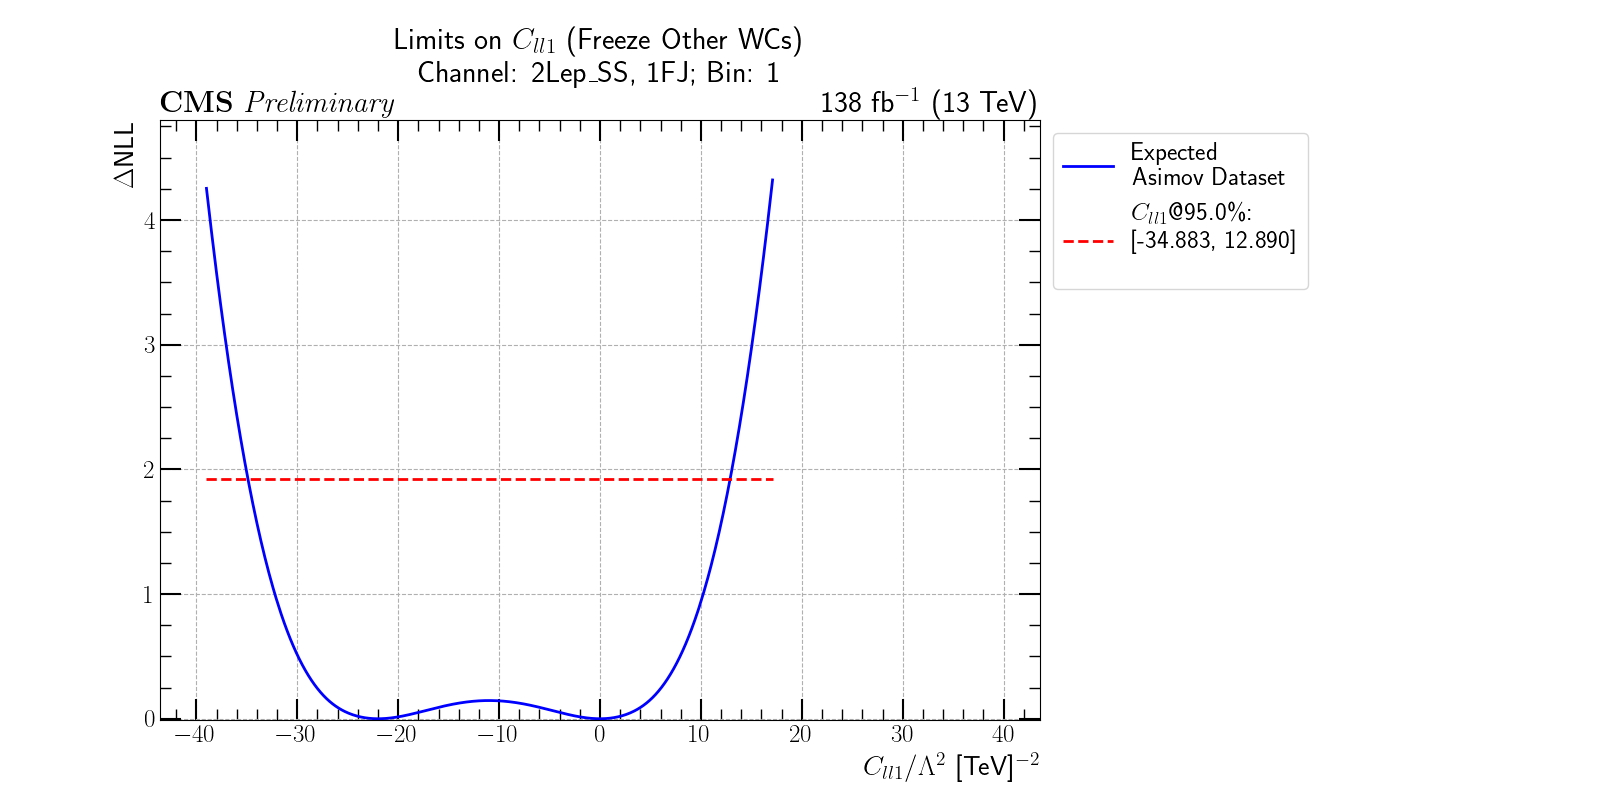 Limits on C_{ll1} (Freeze Other WCs)
Channel: 2Lep_SS, 1FJ; Bin: 1
CMS Preliminary
138 fb^{-1} (13 TeV)
ΔNLL
4
3
2
1
0
−40 −30 −20 −10 0 10 20 30 40
C_{ll1}/Λ^2 [TeV]^{-2}
Expected
Asimov Dataset
C_{ll1}@95.0%:
[-34.883, 12.890]